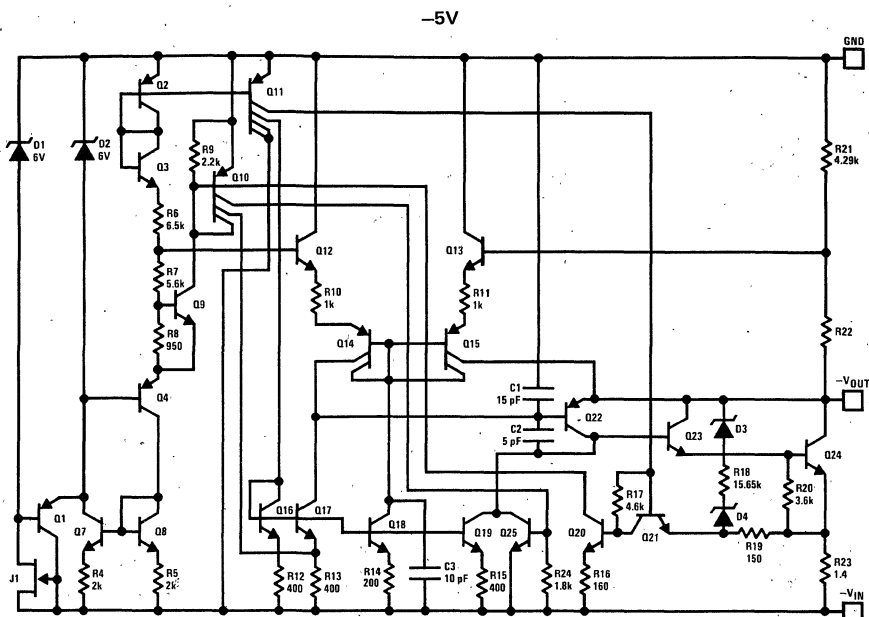 –5V
GND
Q2
Q11
D1
6V
D2
6V
R9
2.2k
R21
4.29k
Q3
Q10
R6
6.5k
Q12
Q13
R7
5.6k
Q9
R10
1k
R11
1k
R8
950
R22
Q14
Q15
Q4
C1
15 pF
–VOUT
Q22
C2
5 pF
Q23
D3
Q24
R18
15.65k
R20
3.6k
Q1
Q7
Q8
Q16
Q17
Q18
Q19
Q25
Q20
R17
4.6k
Q21
D4
R19
150
J1
R4
2k
R5
2k
R12
400
R13
400
R14
200
C3
10 pF
R15
400
R24
1.8k
R16
160
R23
1.4
–VIN